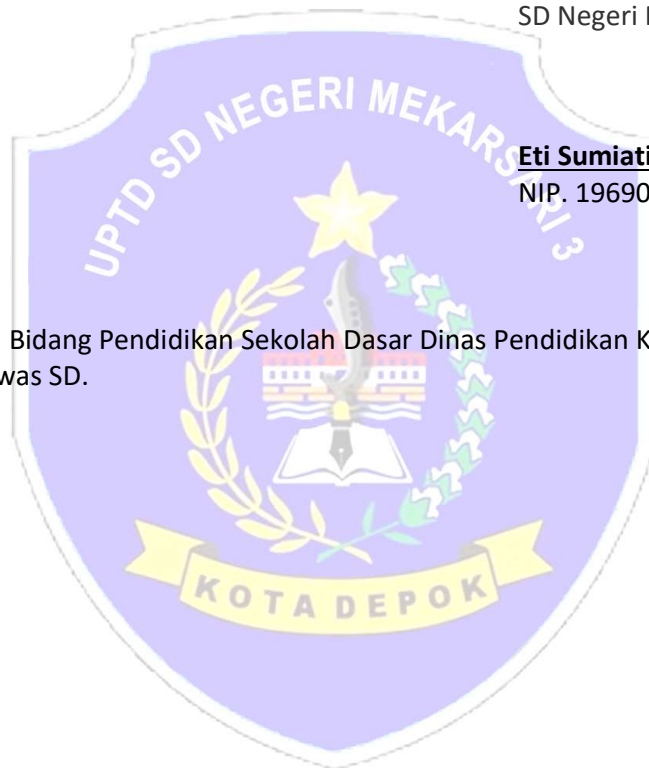 SD Negeri
UPTD SD NEGERI MEKARSARI 3
Eti Sumiati
NIP. 19690
Bidang Pendidikan Sekolah Dasar Dinas Pendidikan K
was SD.
KOTA DEPOK